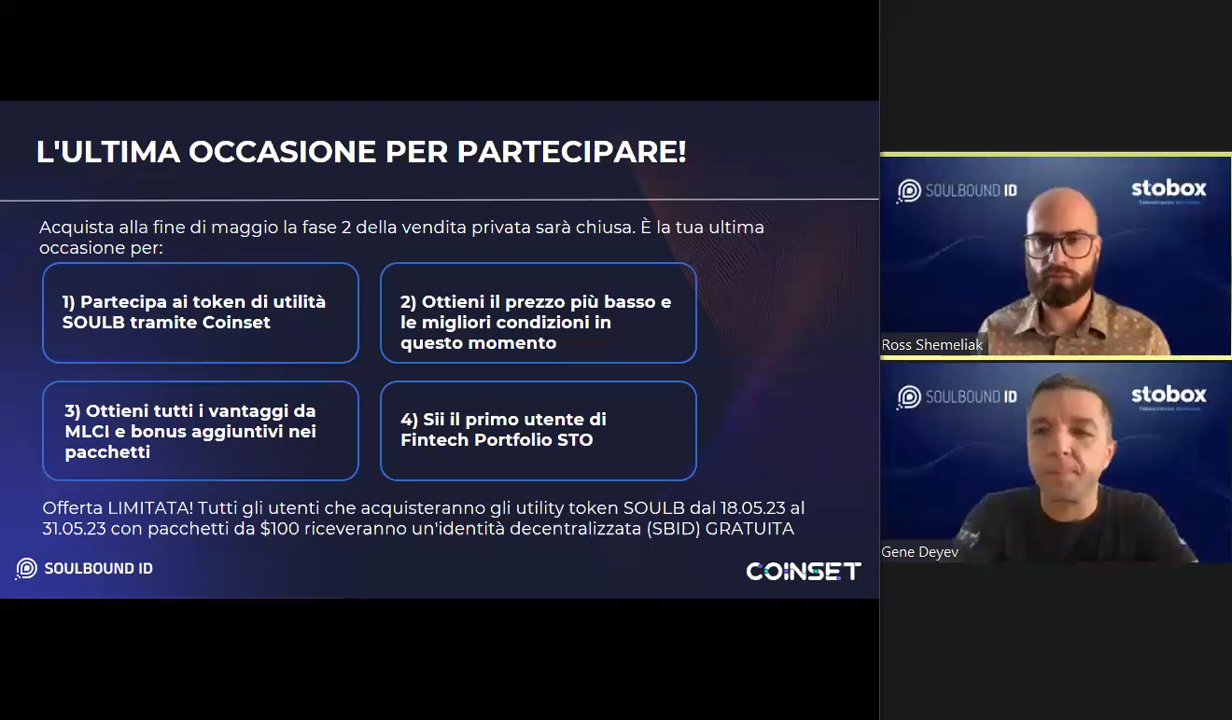 L'ULTIMA OCCASIONE PER PARTECIPARE!
Acquista alla fine di maggio la fase 2 della vendita privata sarà chiusa. È la tua ultima
occasione per:
1) Partecipa ai token di utilità
SOULB tramite Coinset
2) Ottieni il prezzo più basso e
le migliori condizioni in
questo momento
3) Ottieni tutti i vantaggi da
MLCI e bonus aggiuntivi nei
pacchetti
4) Sii il primo utente di
Fintech Portfolio STO
Offerta LIMITATA! Tutti gli utenti che acquisteranno gli utility token SOULB dal 18.05.23 al
31.05.23 con pacchetti da $100 riceveranno un'identità decentralizzata (SBID) GRATUITA
SOULBOUND ID
COINSET
SOULBOUND ID
stobox
Ross Shemeliak
SOULBOUND ID
stobox
Gene Deyev